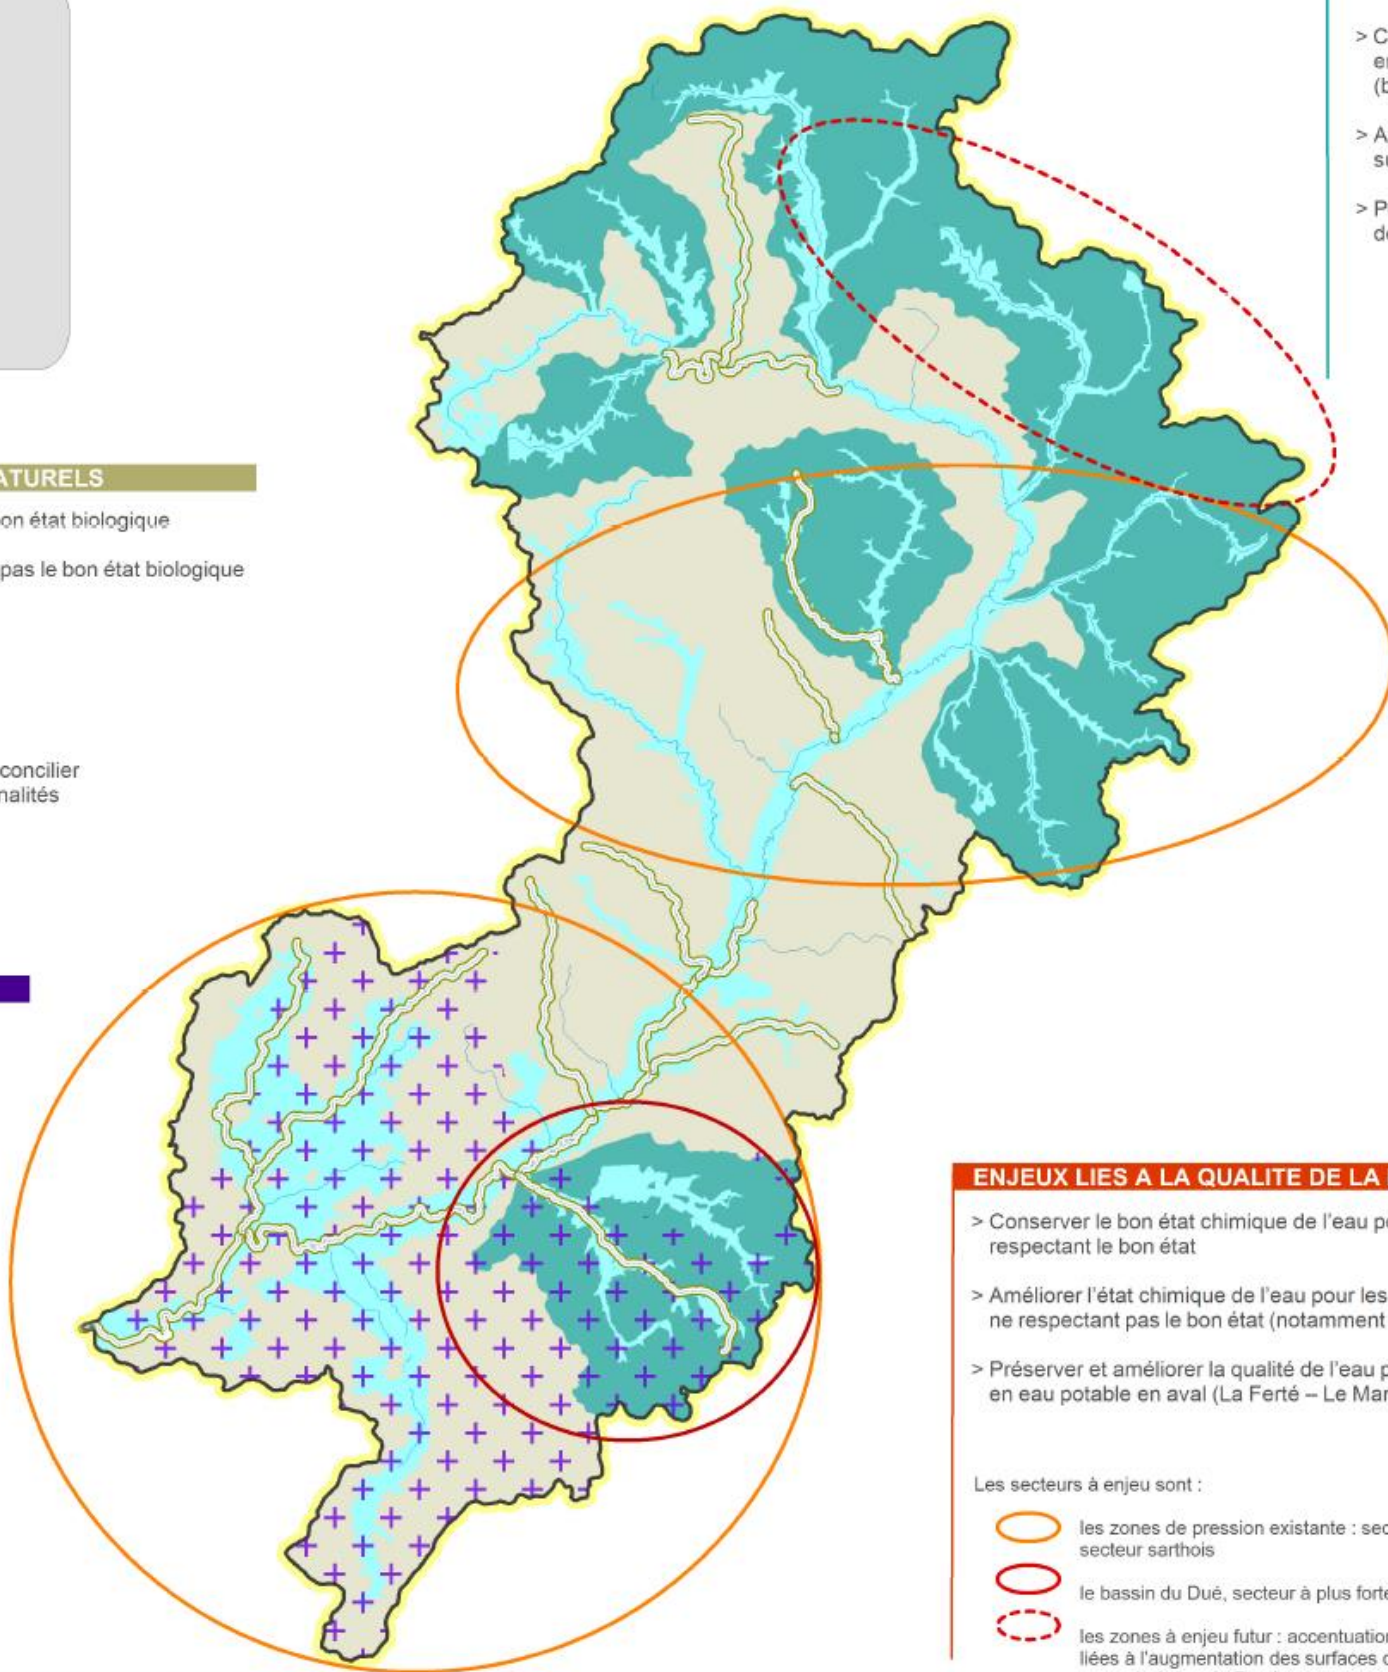 ATURELS
on état biologique
pas le bon état biologique
concilier
nalités
> C
e
(b
> A
su
> P
d
ENJEUX LIES A LA QUALITE DE LA
> Conserver le bon état chimique de l'eau p
respectant le bon état
> Améliorer l'état chimique de l'eau pour les
ne respectant pas le bon état (notamment
> Préserver et améliorer la qualité de l'eau p
en eau potable en aval (La Ferté – Le Mar
Les secteurs à enjeu sont :
les zones de pression existante : sec
secteur sarthois
le bassin du Dué, secteur à plus forte
les zones à enjeu futur : accentuation
liées à l'augmentation des surfaces